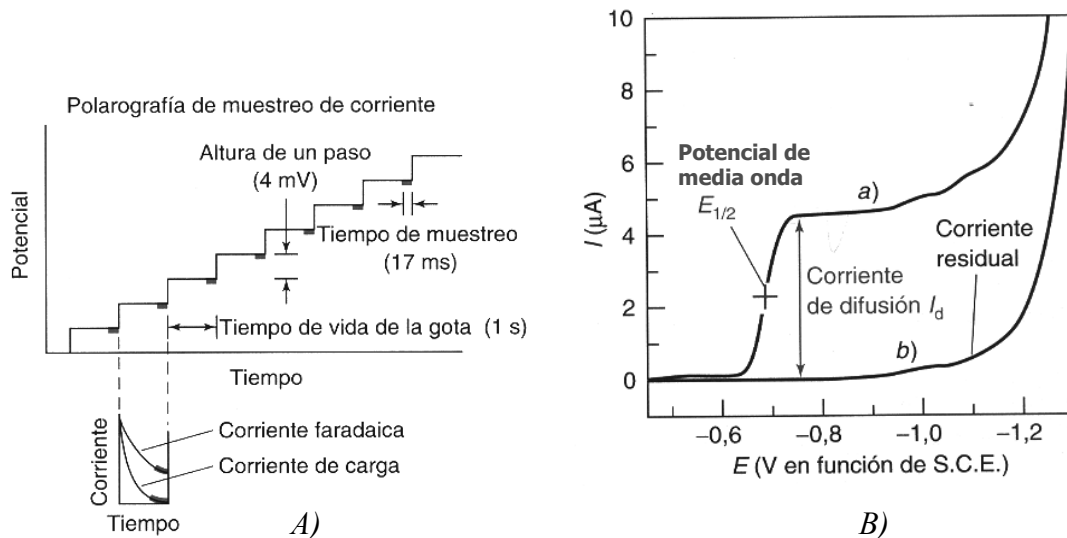 Polarografía de muestreo de corriente
Altura de un paso
(4 mV)
Tiempo de muestreo
(17 ms)
Tiempo de vida de la gota (1 s)
Potencial
Tiempo
Corriente faradaica
Corriente de carga
Corriente
Tiempo
A)
10
8
6
4
2
0
I (μA)
Potencial de
media onda
E1/2
a)
Corriente
residual
Corriente
de difusión Id
b)
−0,6
−0,8
−1,0
−1,2
E (V en función de S.C.E.)
B)